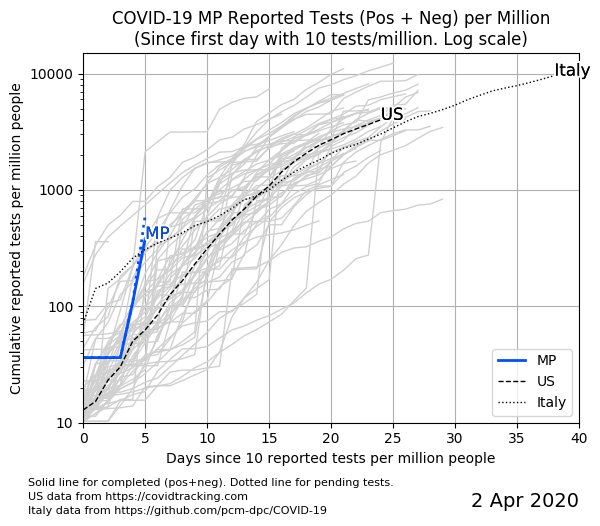 COVID-19 MP Reported Tests (Pos + Neg) per Million
(Since first day with 10 tests/million. Log scale)
Cumulative reported tests per million people
10000
1000
100
10
Italy
US
MP
MP
US
Italy
0 5 10 15 20 25 30 35 40
Days since 10 reported tests per million people
Solid line for completed (pos+neg). Dotted line for pending tests.
US data from https://covidtracking.com
Italy data from https://github.com/pcm-dpc/COVID-19
2 Apr 2020